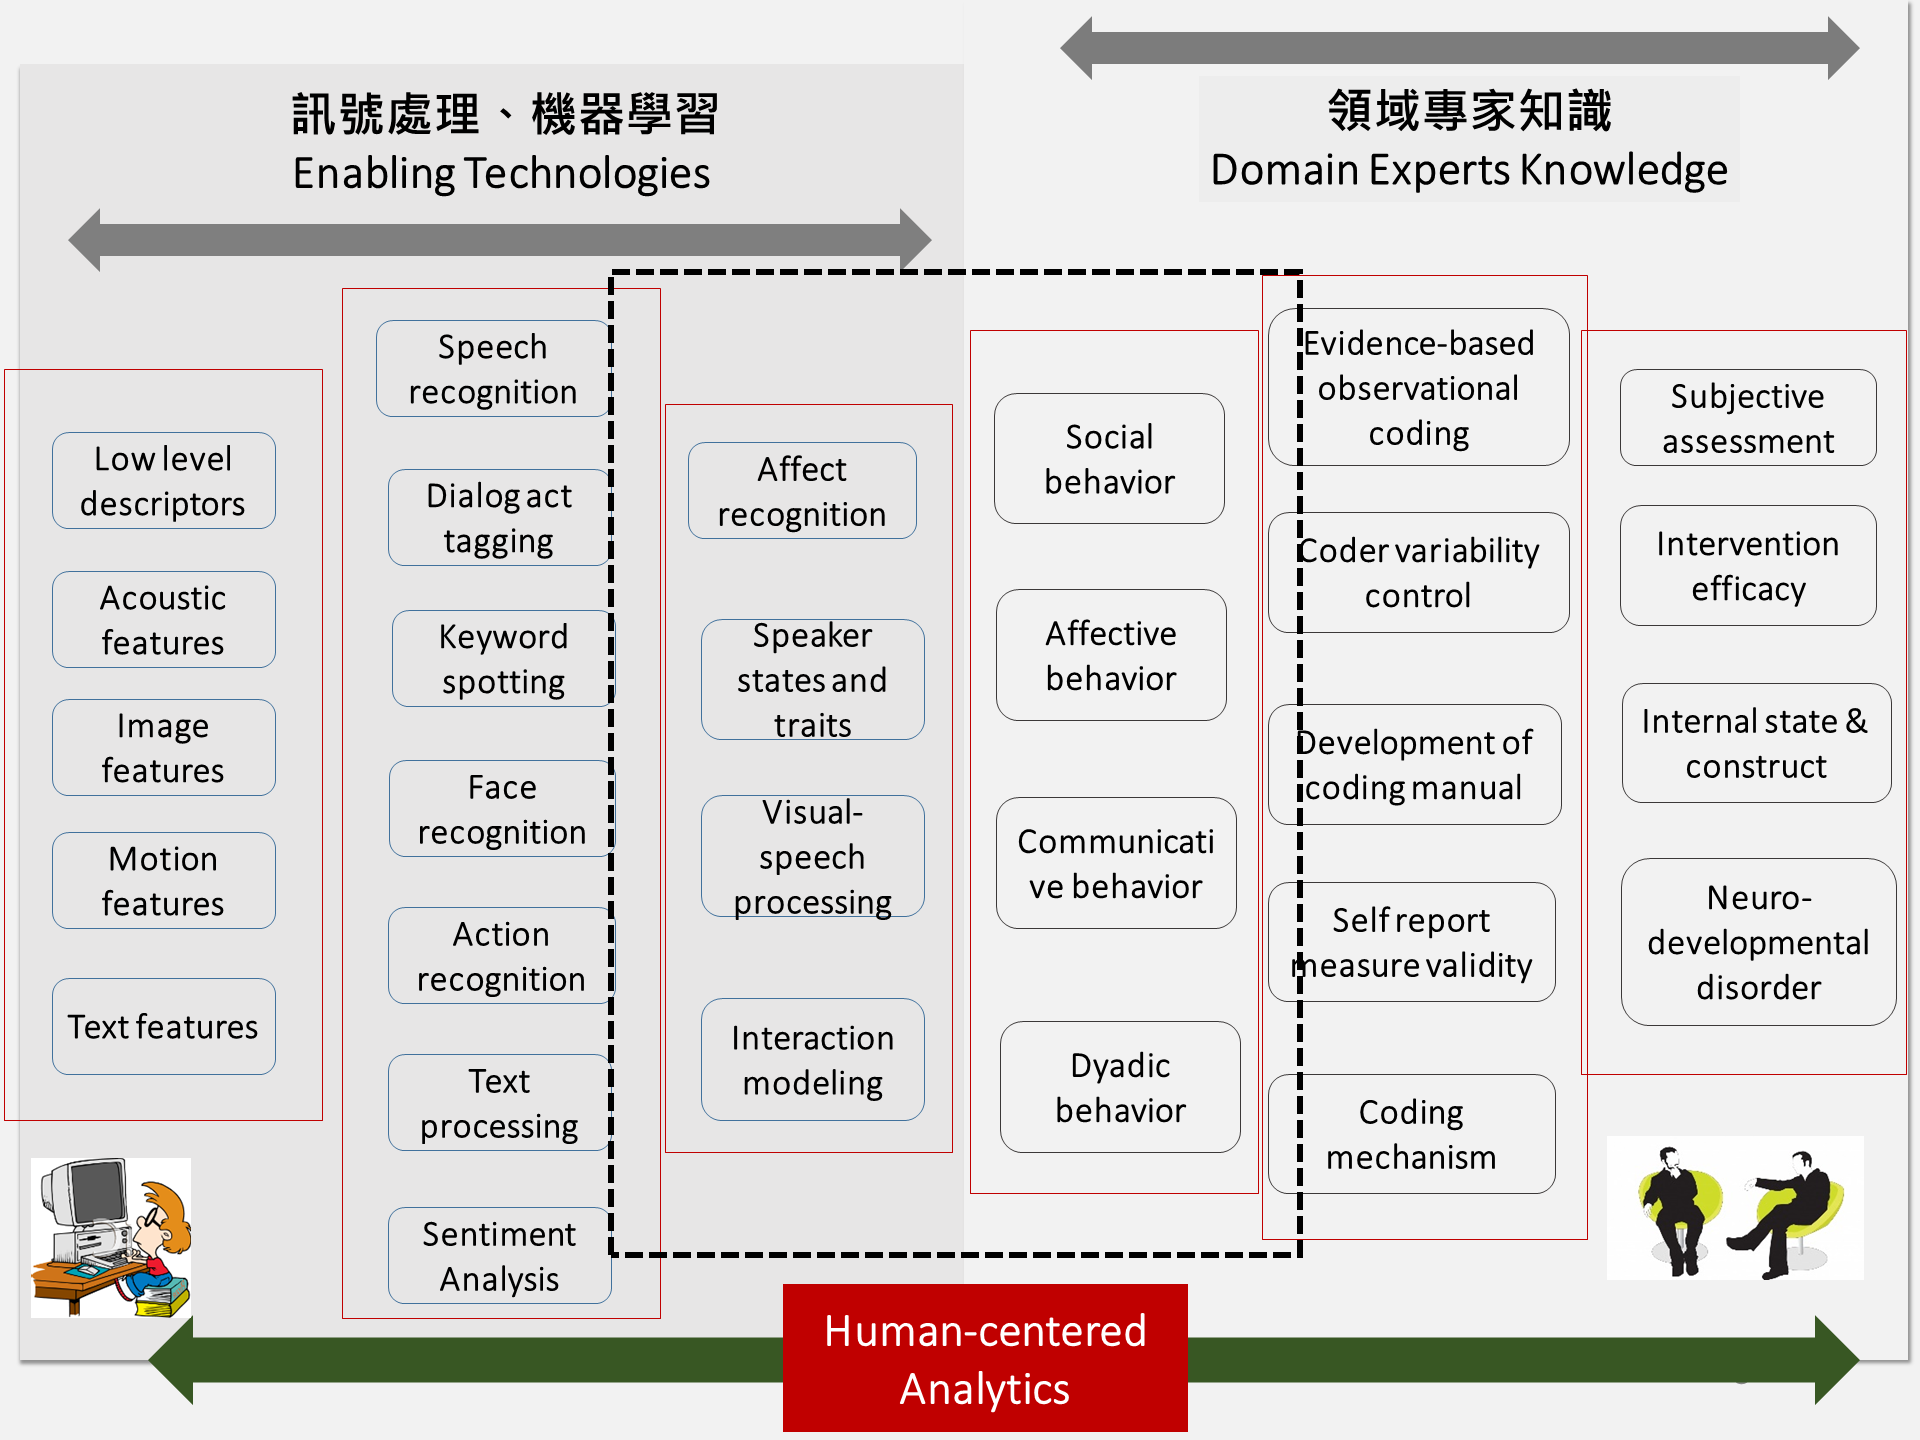 訊號處理、機器學習
Enabling Technologies
領域專家知識
Domain Experts Knowledge
Low level
descriptors
Acoustic
features
Image
features
Motion
features
Text features
Speech
recognition
Dialog act
tagging
Keyword
spotting
Face
recognition
Action
recognition
Text
processing
Sentiment
Analysis
Affect
recognition
Speaker
states and
traits
Visual-
speech
processing
Interaction
modeling
Social
behavior
Affective
behavior
Communicati
ve behavior
Dyadic
behavior
Evidence-based
observational
coding
Coder variability
control
Development of
coding manual
Self report
measure validity
Coding
mechanism
Subjective
assessment
Intervention
efficacy
Internal state &
construct
Neuro-
developmental
disorder
Human-centered
Analytics